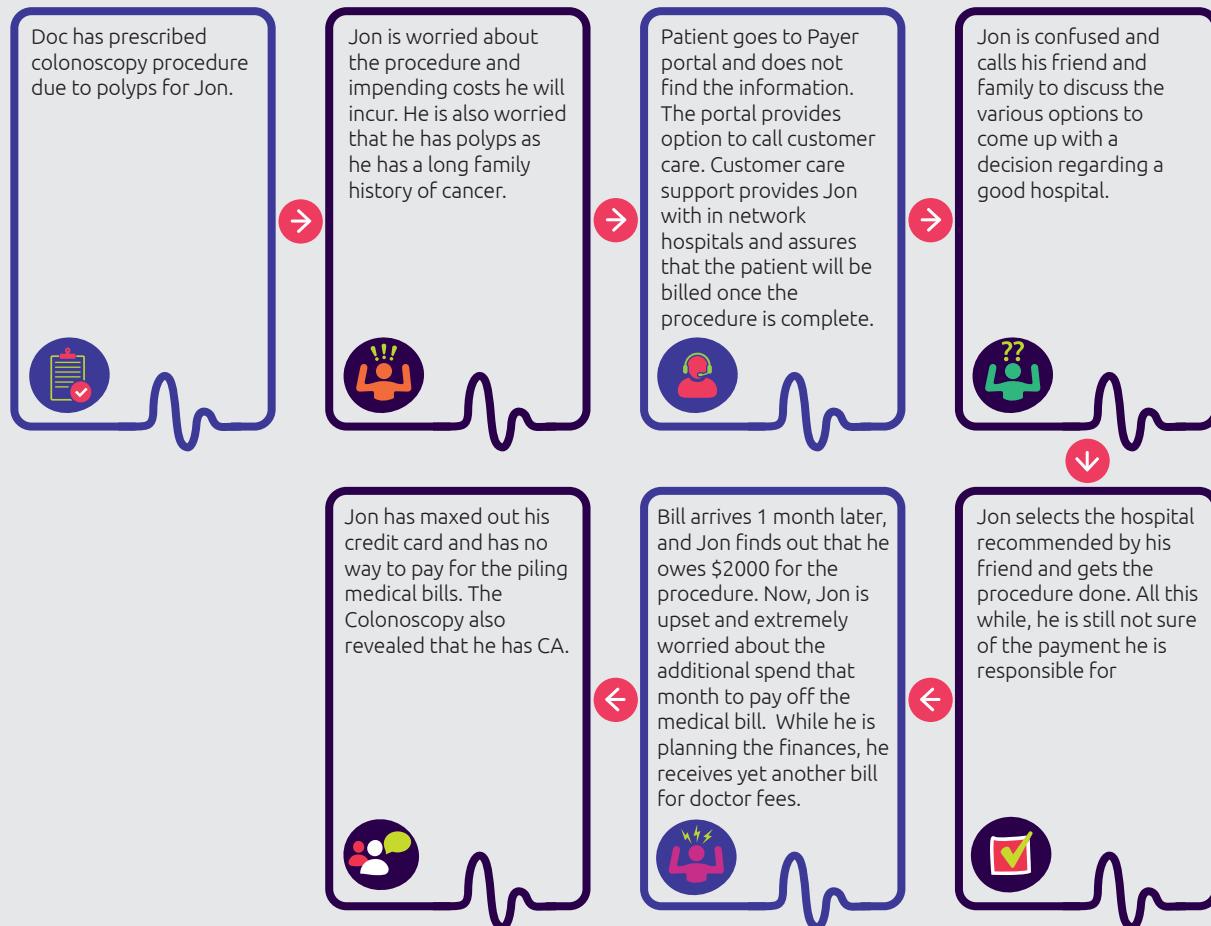 Doc has prescribed
colonoscopy procedure
due to polyps for Jon.
Jon is worried about
the procedure and
impending costs he will
incur. He is also worried
that he has polyps as
he has a long family
history of cancer.
Patient goes to Payer
portal and does not
find the information.
The portal provides
option to call customer
care. Customer care
support provides Jon
with in network
hospitals and assures
that the patient will be
billed once the
procedure is complete.
Jon is confused and
calls his friend and
family to discuss the
various options to
come up with a
decision regarding a
good hospital.
??
!!!
Jon selects the hospital
recommended by his
friend and gets the
procedure done. All this
while, he is still not sure
of the payment he is
responsible for
Bill arrives 1 month later,
and Jon finds out that he
owes $2000 for the
procedure. Now, Jon is
upset and extremely
worried about the
additional spend that
month to pay off the
medical bill.  While he is
planning the finances, he
receives yet another bill
for doctor fees.
Jon has maxed out his
credit card and has no
way to pay for the piling
medical bills. The
Colonoscopy also
revealed that he has CA.